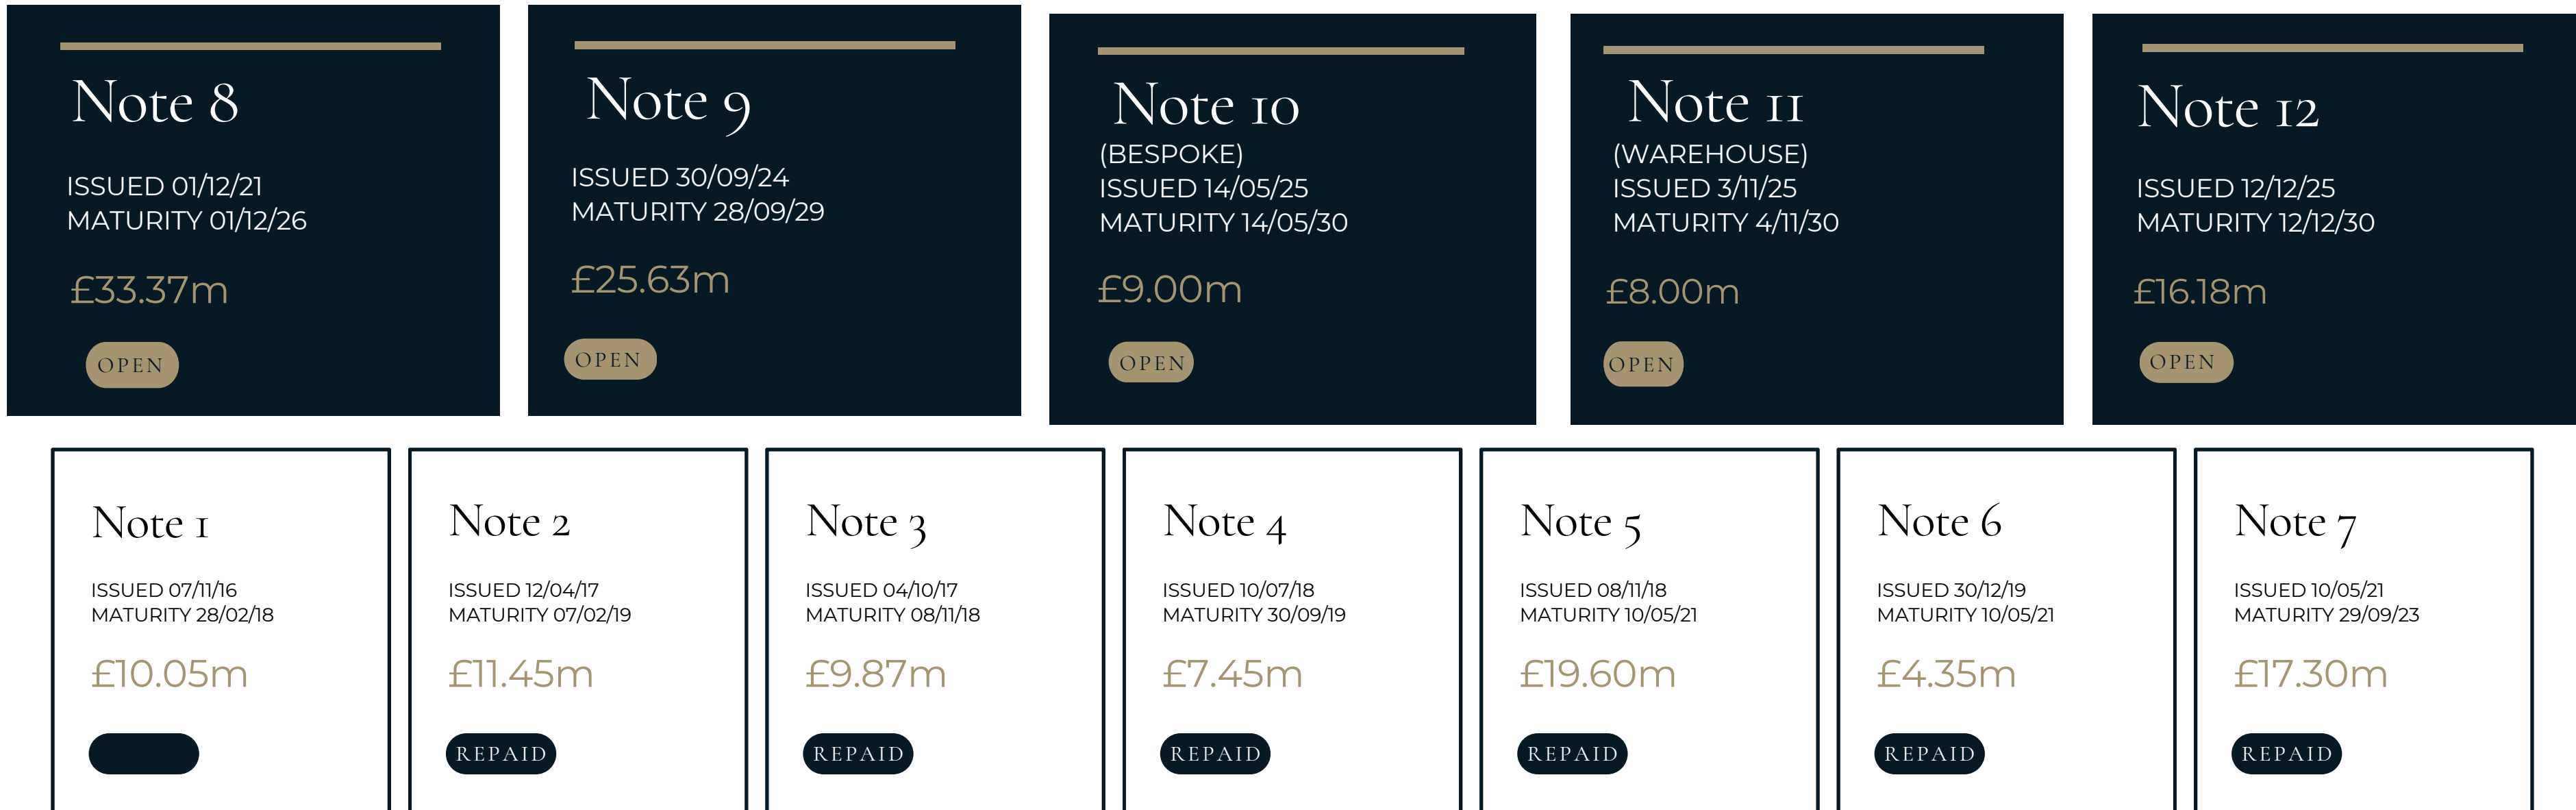 Note 8
ISSUED 01/12/21
MATURITY 01/12/26
£33.37m
OPEN
Note 9
ISSUED 30/09/24
MATURITY 28/09/29
£25.63m
OPEN
Note 10
(BESPOKE)
ISSUED 14/05/25
MATURITY 14/05/30
£9.00m
OPEN
Note 11
(WAREHOUSE)
ISSUED 3/11/25
MATURITY 4/11/30
£8.00m
OPEN
Note 12
ISSUED 12/12/25
MATURITY 12/12/30
£16.18m
OPEN
Note 1
ISSUED 07/11/16
MATURITY 28/02/18
£10.05m
Note 2
ISSUED 12/04/17
MATURITY 07/02/19
£11.45m
REPAID
Note 3
ISSUED 04/10/17
MATURITY 08/11/18
£9.87m
REPAID
Note 4
ISSUED 10/07/18
MATURITY 30/09/19
£7.45m
REPAID
Note 5
ISSUED 08/11/18
MATURITY 10/05/21
£19.60m
REPAID
Note 6
ISSUED 30/12/19
MATURITY 10/05/21
£4.35m
REPAID
Note 7
ISSUED 10/05/21
MATURITY 29/09/23
£17.30m
REPAID